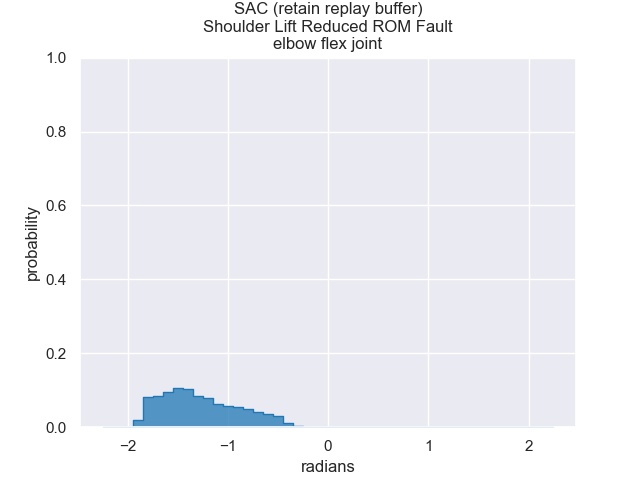 SAC (retain replay buffer)
Shoulder Lift Reduced ROM Fault
elbow flex joint
1.0
0.8
0.6
0.4
0.2
0.0
probability
−2
−1
0
1
2
radians